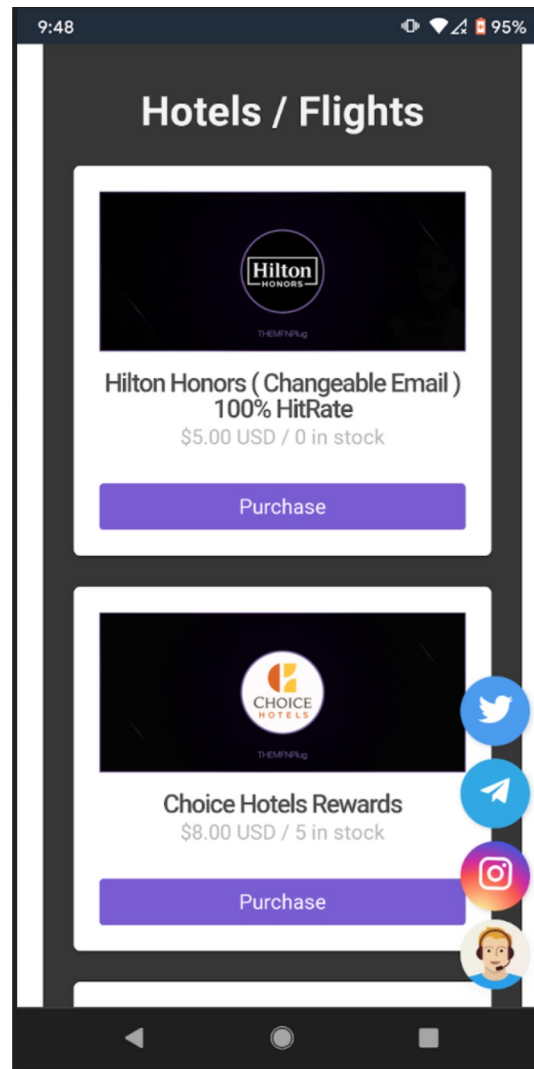 9:48
95%
Hotels / Flights
Hilton
HONORS
THEMFNPlug
Hilton Honors ( Changeable Email )
100% HitRate
$5.00 USD / 0 in stock
Purchase
CHOICE
HOTELS
THEMFNPlug
Choice Hotels Rewards
$8.00 USD / 5 in stock
Purchase